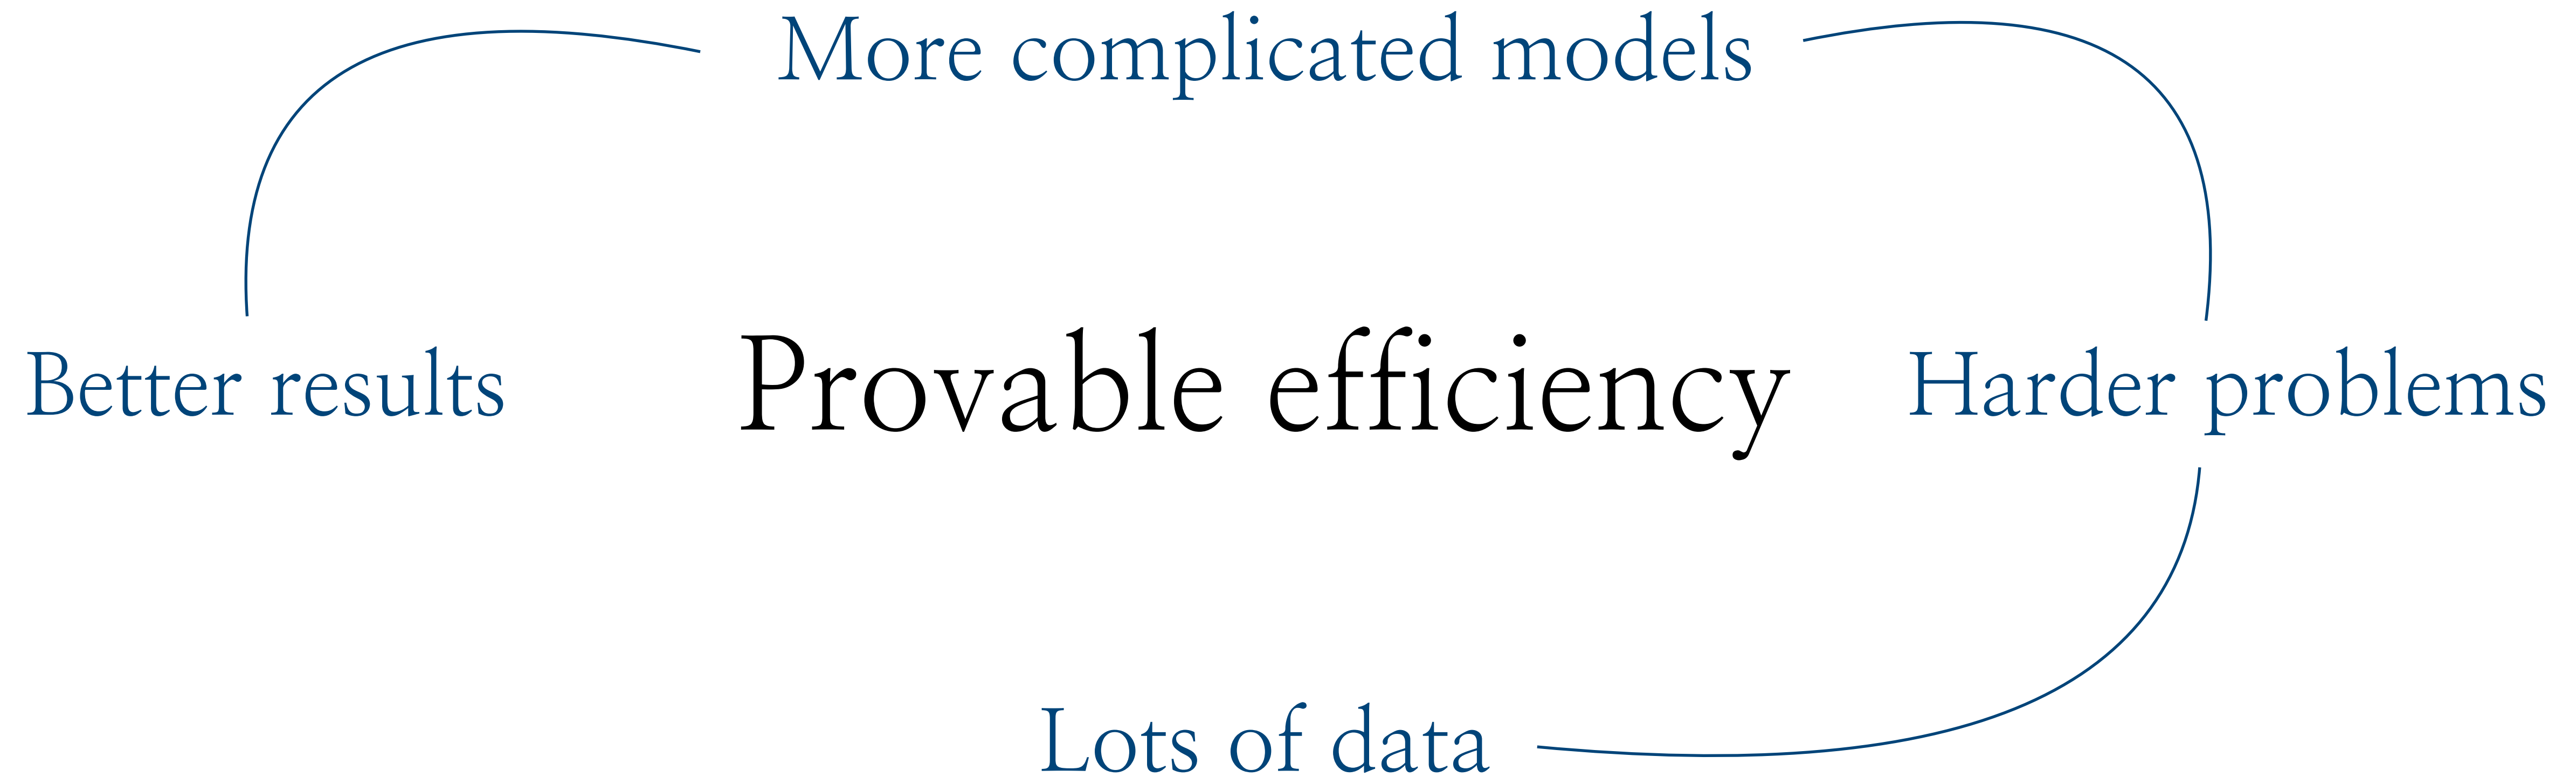 More complicated models
Better results
Provable efficiency
Harder problems
Lots of data